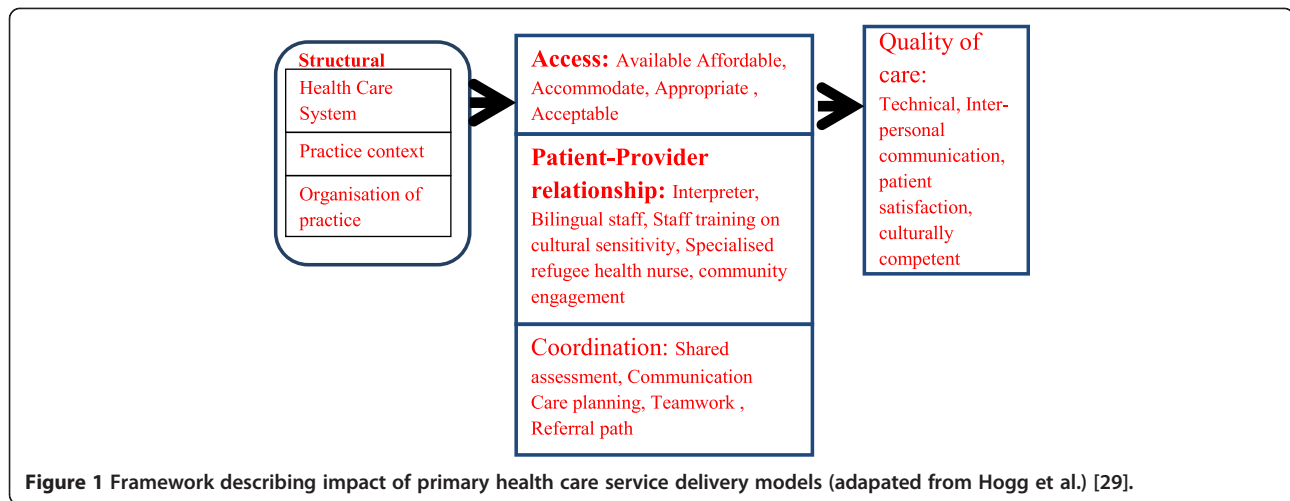 Structural
Health Care
System
Practice context
Organisation of
practice
Access: Available Affordable,
Accommodate, Appropriate ,
Acceptable
Patient-Provider
relationship: Interpreter,
Bilingual staff, Staff training on
cultural sensitivity, Specialised
refugee health nurse, community
engagement
Coordination: Shared
assessment, Communication
Care planning, Teamwork ,
Referral path
Quality of
care:
Technical, Inter-
personal
communication,
patient
satisfaction,
culturally
competent
Figure 1 Framework describing impact of primary health care service delivery models (adapated from Hogg et al.) [29].